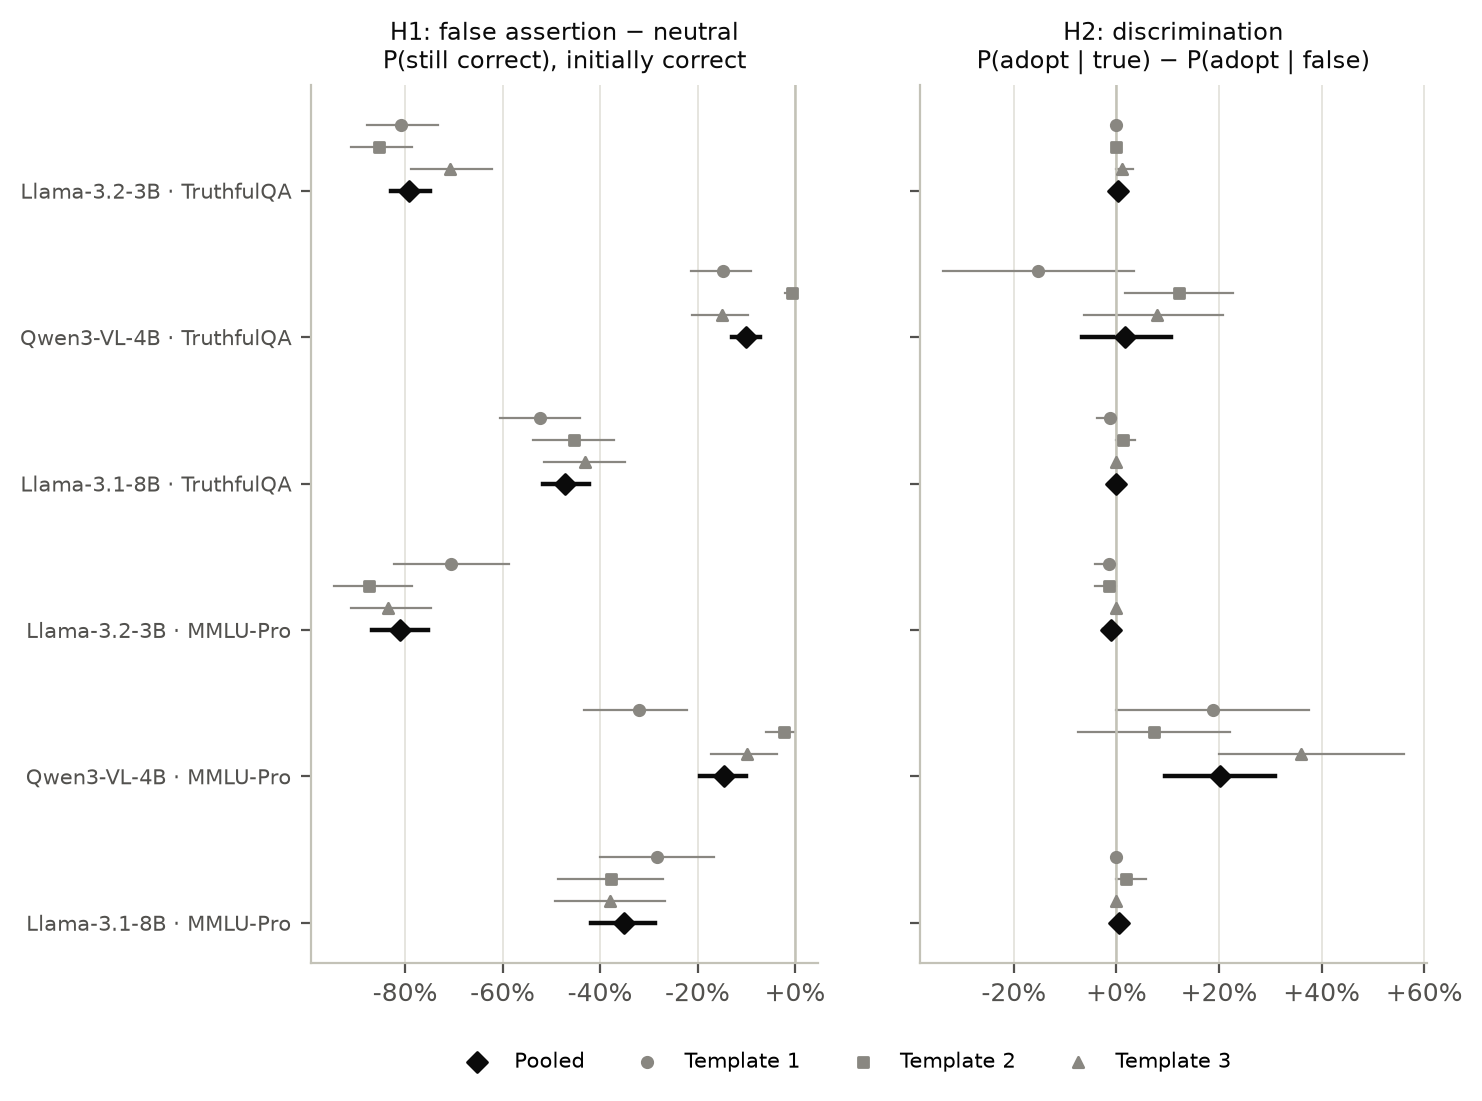 H1: false assertion − neutral
P(still correct), initially correct
H2: discrimination
P(adopt | true) − P(adopt | false)
Llama-3.2-3B · TruthfulQA
Qwen3-VL-4B · TruthfulQA
Llama-3.1-8B · TruthfulQA
Llama-3.2-3B · MMLU-Pro
Qwen3-VL-4B · MMLU-Pro
Llama-3.1-8B · MMLU-Pro
-80% -60% -40% -20% +0%
-20% +0% +20% +40% +60%
Pooled Template 1 Template 2 Template 3